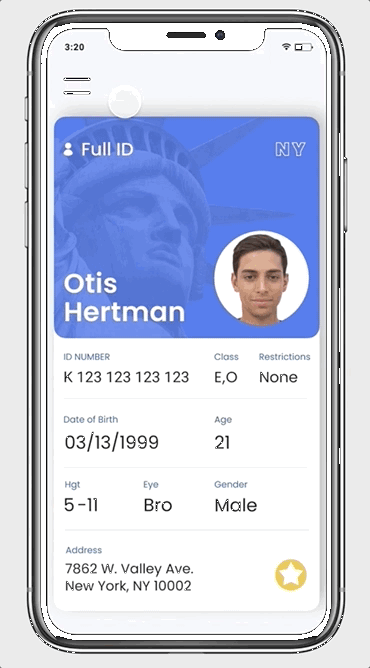 3:20
Full ID
NY
Otis
Hertman
ID NUMBER
Class
Restrictions
K 123 123 123 123
E,O
None
Date of Birth
Age
03/13/1999
21
Hgt
Eye
Gender
5-11
Bro
Male
Address
7862 W. Valley Ave.
New York, NY 10002